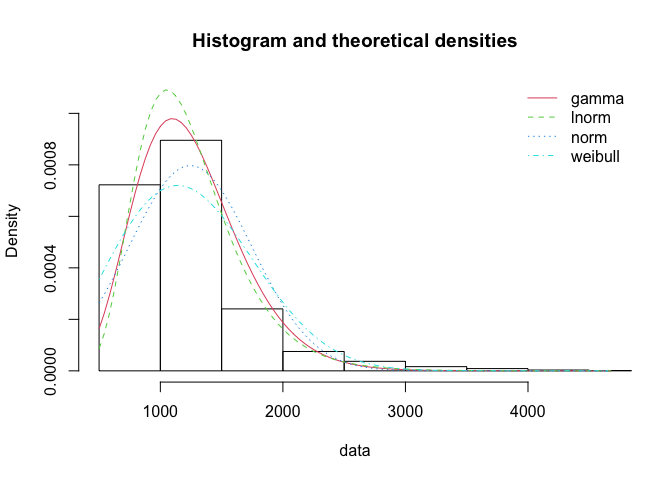 Histogram and theoretical densities
gamma
lnorm
norm
weibull
Density
0.0000
0.0004
0.0008
1000
2000
3000
4000
data